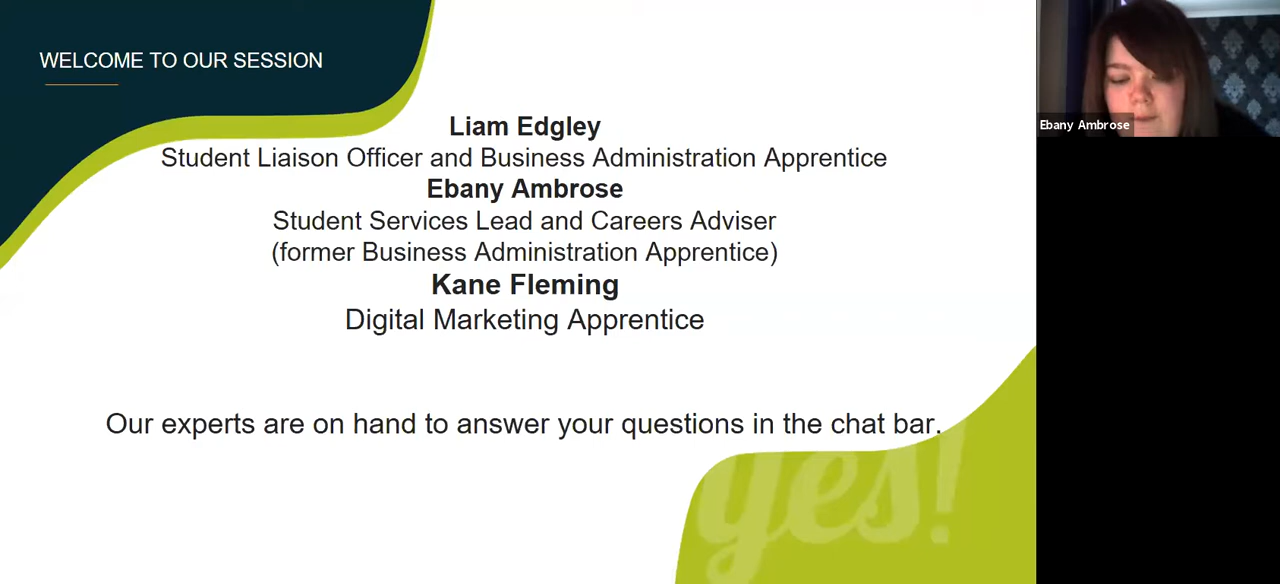 WELCOME TO OUR SESSION
Liam Edgley
Student Liaison Officer and Business Administration Apprentice
Ebany Ambrose
Student Services Lead and Careers Adviser
(former Business Administration Apprentice)
Kane Fleming
Digital Marketing Apprentice
Our experts are on hand to answer your questions in the chat bar.
yes!
Ebany Ambrose